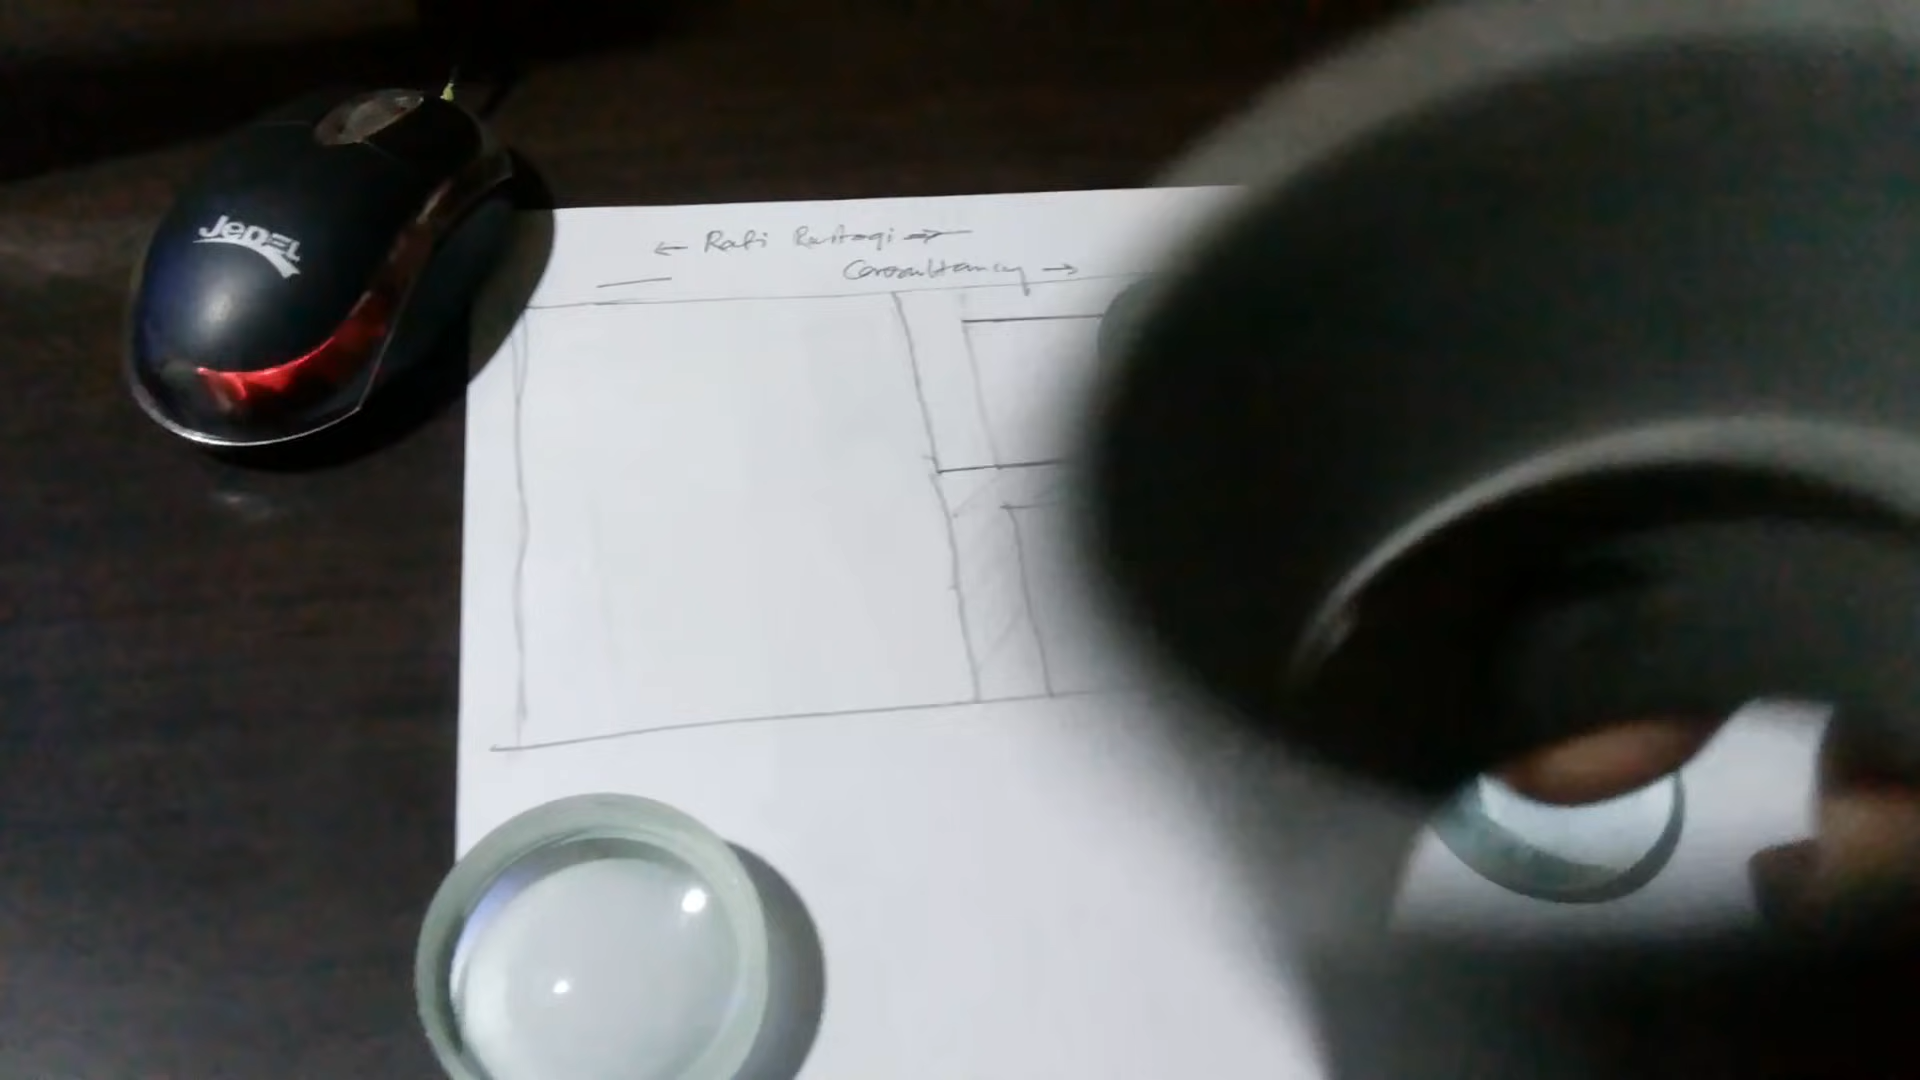 JeDEL
← Rafi Rastogi →
Consultancy →